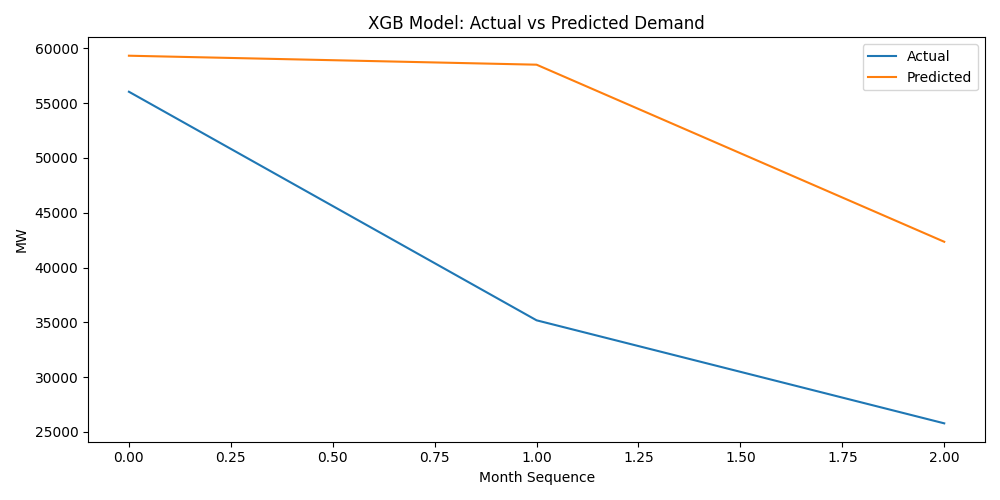 XGB Model: Actual vs Predicted Demand
Actual
Predicted
60000
55000
50000
45000
40000
35000
30000
25000
MW
0.00 0.25 0.50 0.75 1.00 1.25 1.50 1.75 2.00
Month Sequence